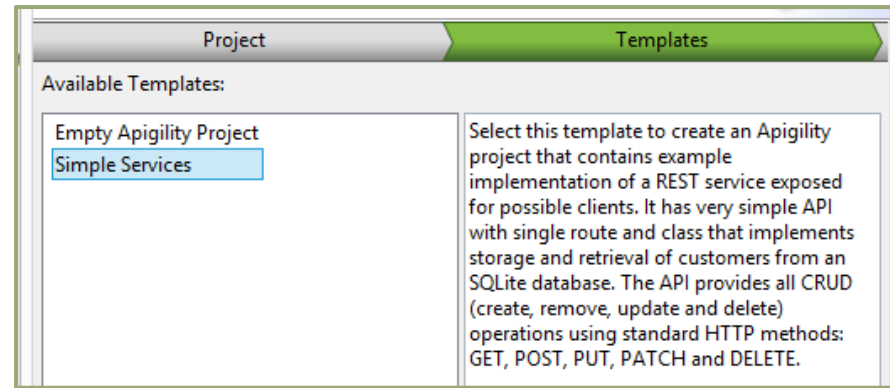 Project
Templates
Available Templates:
Empty Apigility Project
Simple Services
Select this template to create an Apigility
project that contains example
implementation of a REST service exposed
for possible clients. It has very simple API
with single route and class that implements
storage and retrieval of customers from an
SQLite database. The API provides all CRUD
(create, remove, update and delete)
operations using standard HTTP methods:
GET, POST, PUT, PATCH and DELETE.